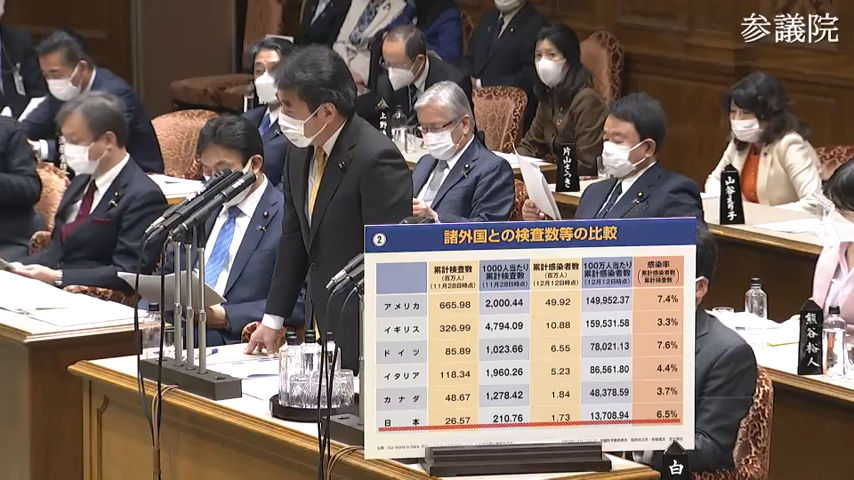 参議院
上野
片山さつき
山谷えり子
熊谷裕人
② 諸外国との検査数等の比較
累計検査数 (百万人) (11月28日時点)
1000人当たり 累計検査数 (11月28日時点)
累計感染者数 (百万人) (12月12日時点)
100万人当たり 累計感染者数 (12月12日時点)
感染率 (累計感染者数/累計検査数)
アメリカ 665.98 2,000.44 49.92 149,952.37 7.4%
イギリス 326.99 4,794.09 10.88 159,531.58 3.3%
ドイツ 85.89 1,023.66 6.55 78,021.13 7.6%
イタリア 118.34 1,960.26 5.23 86,561.80 4.4%
カナダ 48.67 1,278.42 1.84 48,378.59 3.7%
日本 26.57 210.76 1.73 13,708.94 6.5%
出典：Our World in Data
白